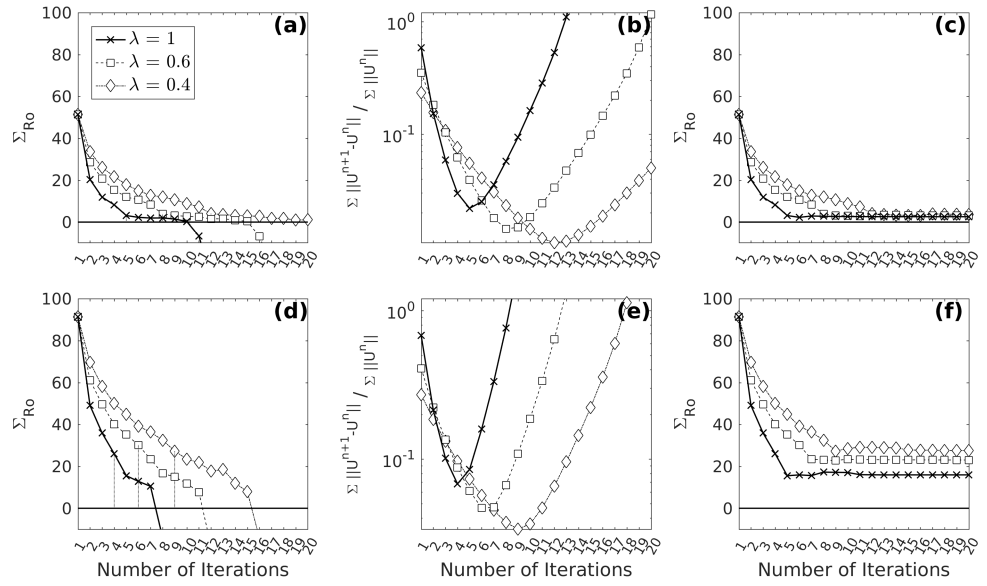 (a)
λ = 1
λ = 0.6
λ = 0.4
100
80
60
40
20
0
Σ_Ro
1 2 3 4 5 6 7 8 9 10 11 12 13 14 15 16 17 18 19 20
(b)
10^0
10^-1
Σ ||U^n+1-U^n|| / Σ ||U^n||
1 2 3 4 5 6 7 8 9 10 11 12 13 14 15 16 17 18 19 20
(c)
100
80
60
40
20
0
Σ_Ro
1 2 3 4 5 6 7 8 9 10 11 12 13 14 15 16 17 18 19 20
(d)
100
80
60
40
20
0
Σ_Ro
1 2 3 4 5 6 7 8 9 10 11 12 13 14 15 16 17 18 19 20
Number of Iterations
(e)
10^0
10^-1
Σ ||U^n+1-U^n|| / Σ ||U^n||
1 2 3 4 5 6 7 8 9 10 11 12 13 14 15 16 17 18 19 20
Number of Iterations
(f)
100
80
60
40
20
0
Σ_Ro
1 2 3 4 5 6 7 8 9 10 11 12 13 14 15 16 17 18 19 20
Number of Iterations